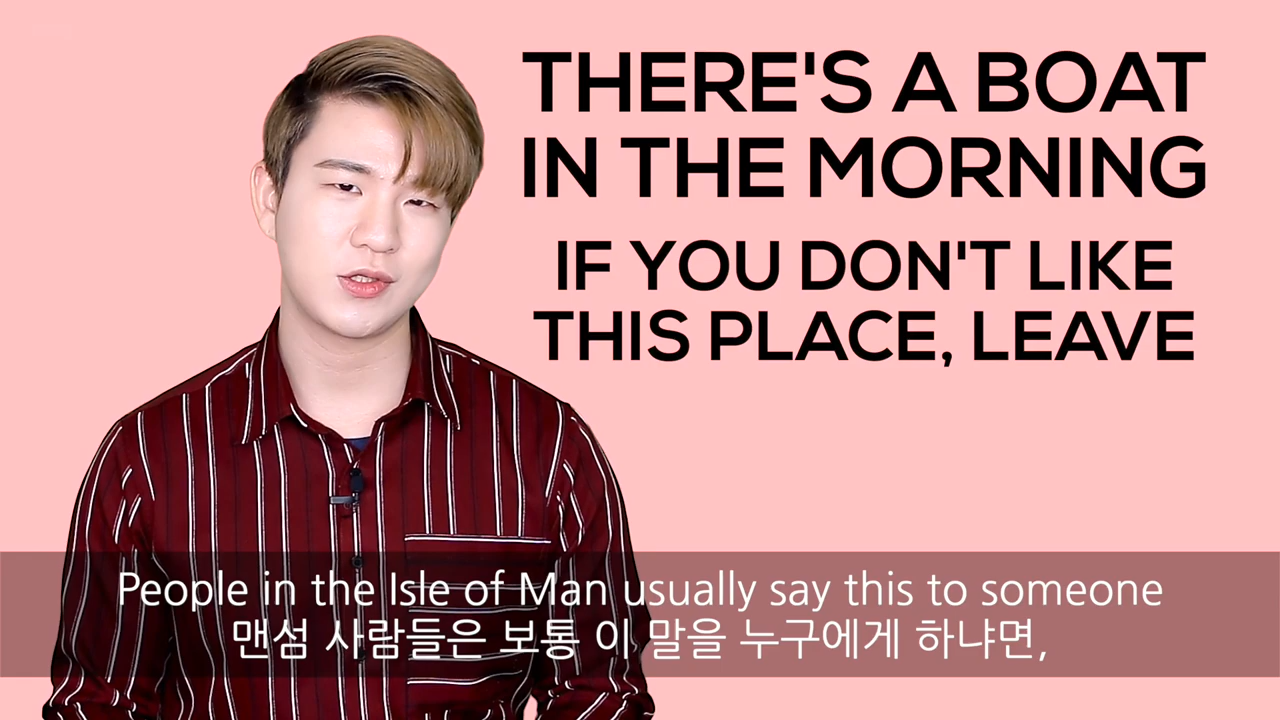 THERE'S A BOAT
IN THE MORNING
IF YOU DON'T LIKE
THIS PLACE, LEAVE
People in the Isle of Man usually say this to someone
맨섬 사람들은 보통 이 말을 누구에게 하냐면,